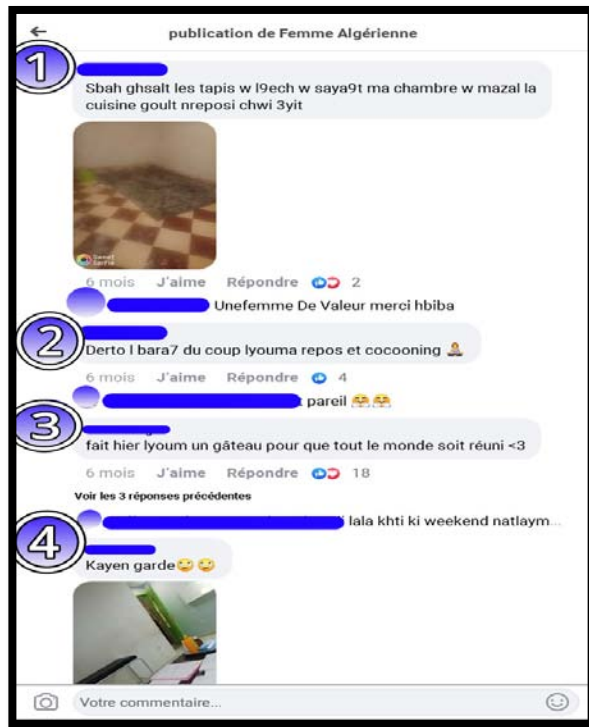 publication de Femme Algérienne
1
Sbah ghsalt les tapis w l9ech w saya9t ma chambre w mazal la
cuisine goult nreposi chwi 3yit
Sweet
Selfie
6 mois J'aime Répondre 2
Unefemme De Valeur merci hbiba
2
Derto l bara7 du coup lyouma repos et cocooning
6 mois J'aime Répondre 4
pareil
3
fait hier lyoum un gâteau pour que tout le monde soit réuni <3
6 mois J'aime Répondre 18
Voir les 3 réponses précédentes
lala khti ki weekend natlaym...
4
Kayen garde
Votre commentaire...